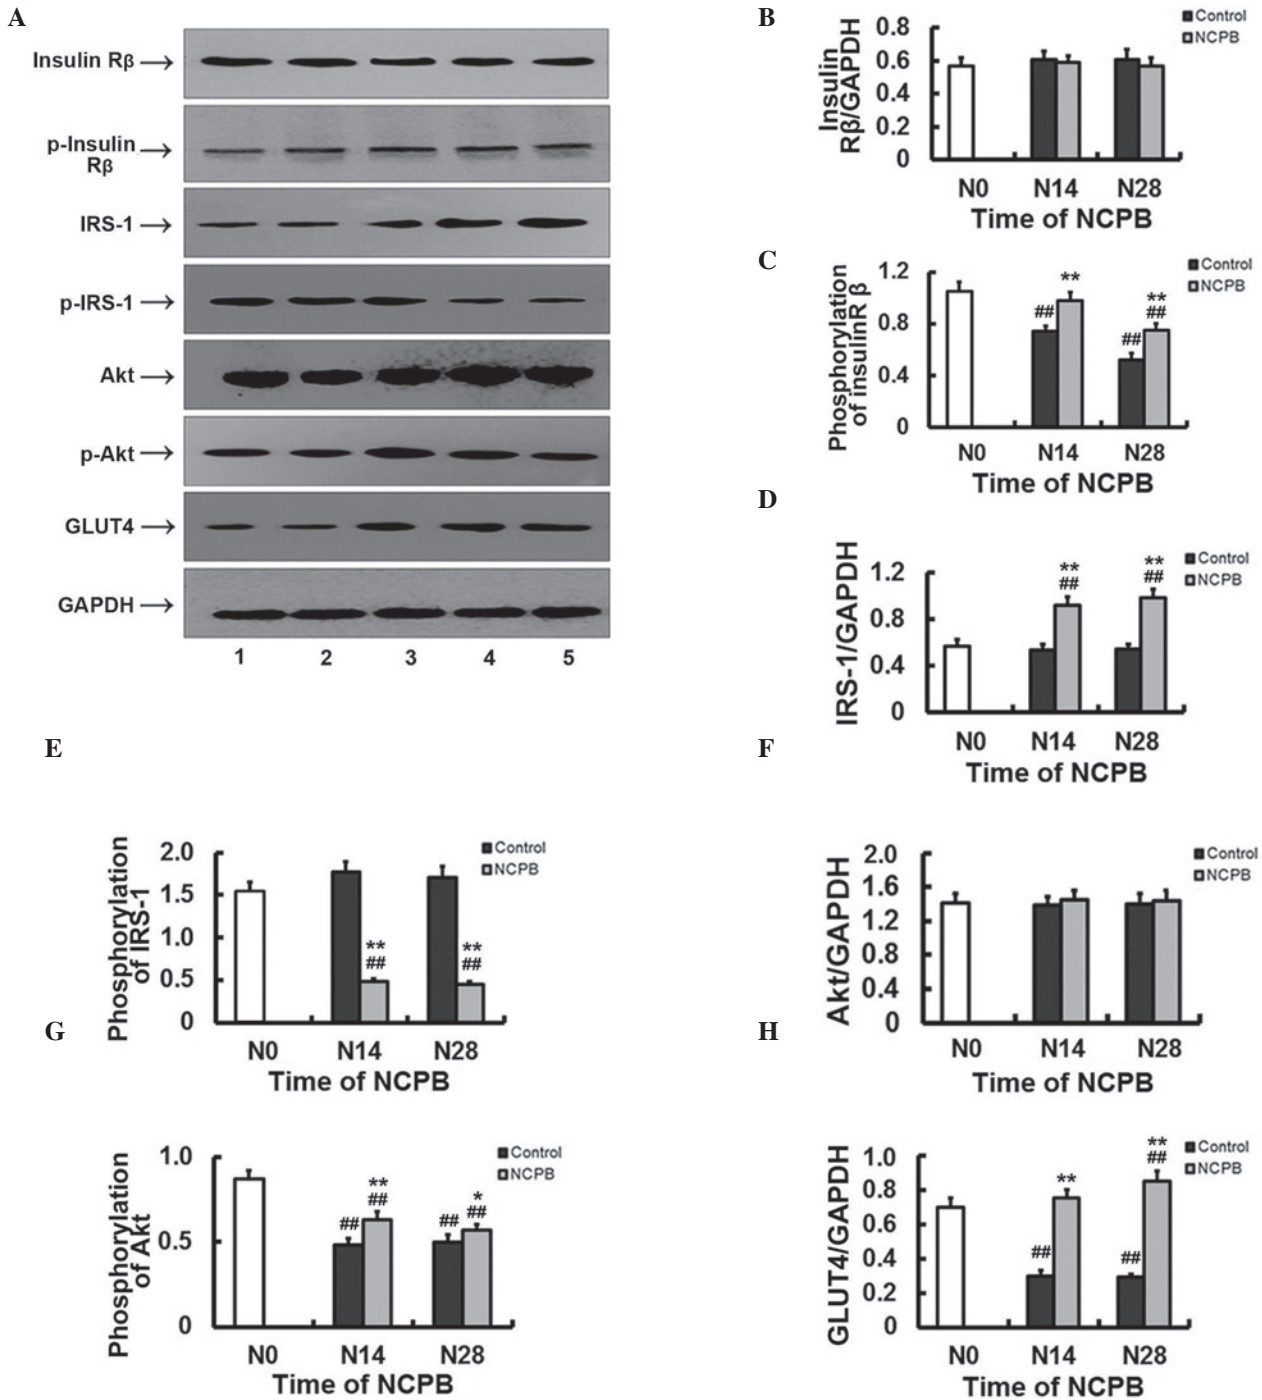 A
Insulin Rβ
p-Insulin
Rβ
IRS-1
p-IRS-1
Akt
p-Akt
GLUT4
GAPDH
1 2 3 4 5
B
Insulin
Rβ/GAPDH
0.8
0.6
0.4
0.2
0
Control
NCPB
N0 N14 N28
Time of NCPB
C
Phosphorylation
of insulinR β
1.2
0.8
0.4
0
Control
NCPB
##
**
##
**
##
N0 N14 N28
Time of NCPB
D
IRS-1/GAPDH
1.2
0.8
0.4
0
Control
NCPB
**
##
**
##
N0 N14 N28
Time of NCPB
E
Phosphorylation
of IRS-1
2.0
1.5
1.0
0.5
0
Control
NCPB
**
##
**
##
N0 N14 N28
Time of NCPB
F
Akt/GAPDH
2.0
1.6
1.2
0.8
0.4
0
Control
NCPB
N0 N14 N28
Time of NCPB
G
Phosphorylation
of Akt
1.0
0.5
0
Control
NCPB
##
**
##
##
*
##
N0 N14 N28
Time of NCPB
H
GLUT4/GAPDH
1.0
0.8
0.6
0.4
0.2
0
Control
NCPB
##
**
##
**
##
N0 N14 N28
Time of NCPB